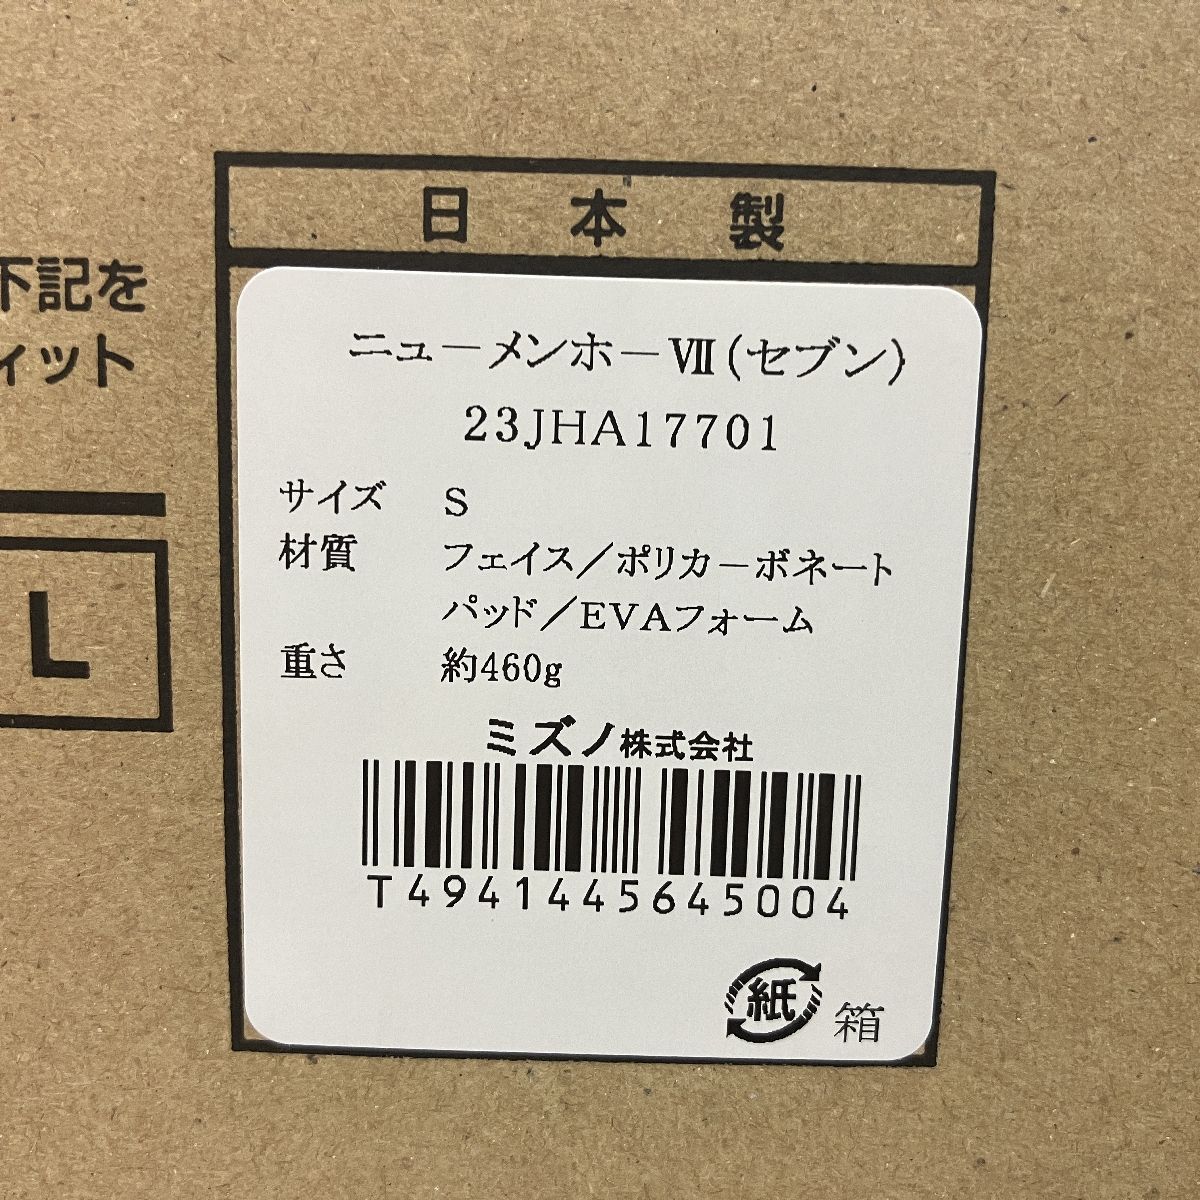 日本製
下記を
ィット
L
ニューメンホーⅦ(セブン)
23JHA17701
サイズ S
材質 フェイス/ポリカーボネート
パッド/EVAフォーム
重さ 約460g
ミズノ株式会社
T4941445645004
紙 箱